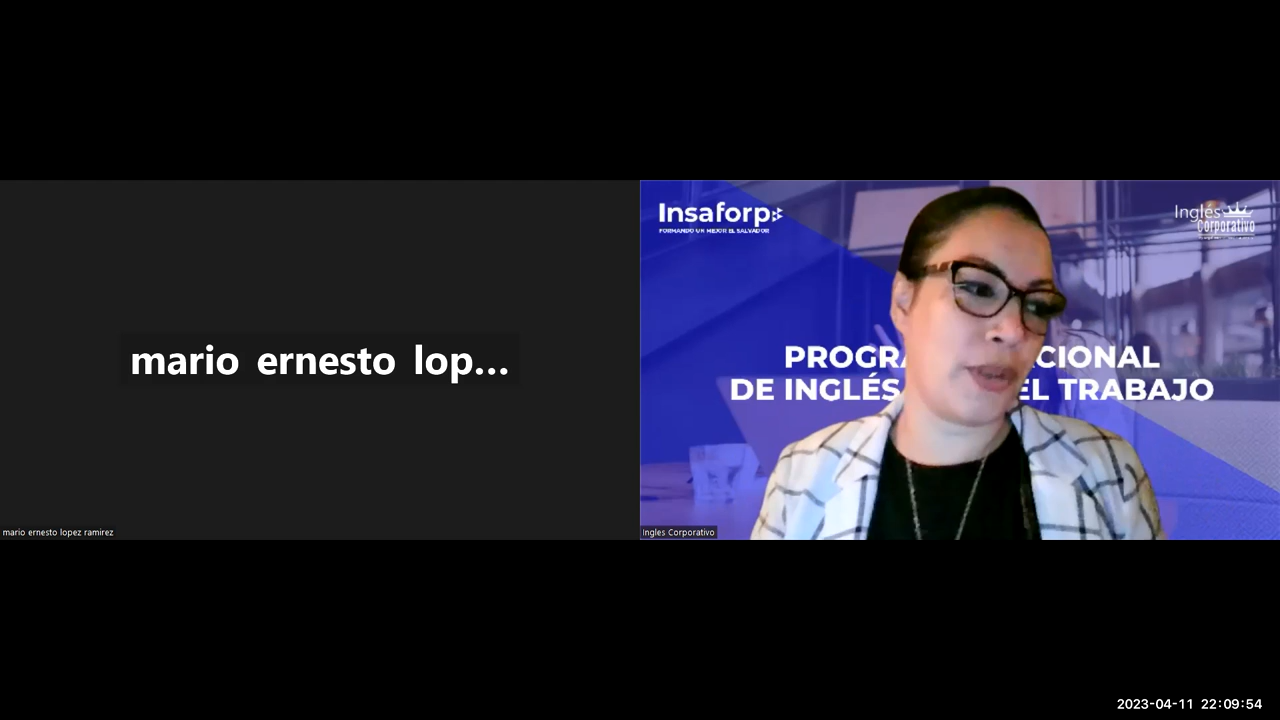 mario ernesto lop...
mario ernesto lopez ramirez
Insaforp
FORMANDO UN MEJOR EL SALVADOR
Inglés
Corporativo
PROGRA CIONAL
DE INGLÉS EL TRABAJO
Ingles Corporativo
2023-04-11 22:09:54